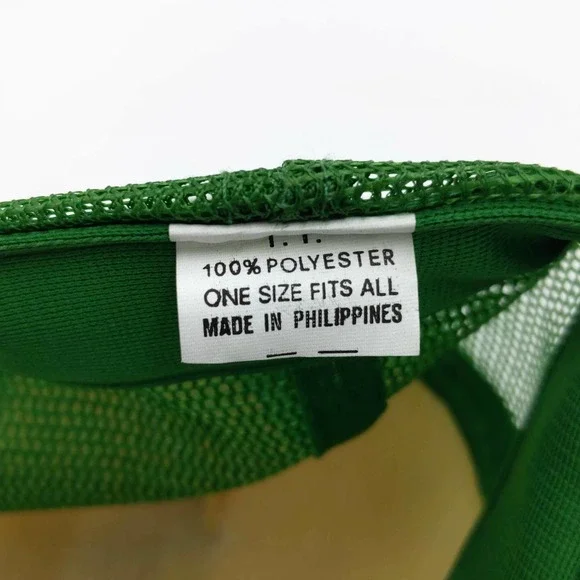 100% POLYESTER
ONE SIZE FITS ALL
MADE IN PHILIPPINES